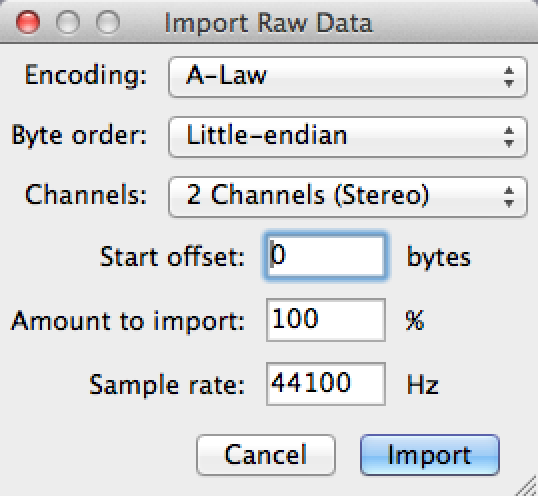 Import Raw Data
Encoding: A-Law
Byte order: Little-endian
Channels: 2 Channels (Stereo)
Start offset: 0 bytes
Amount to import: 100 %
Sample rate: 44100 Hz
Cancel Import